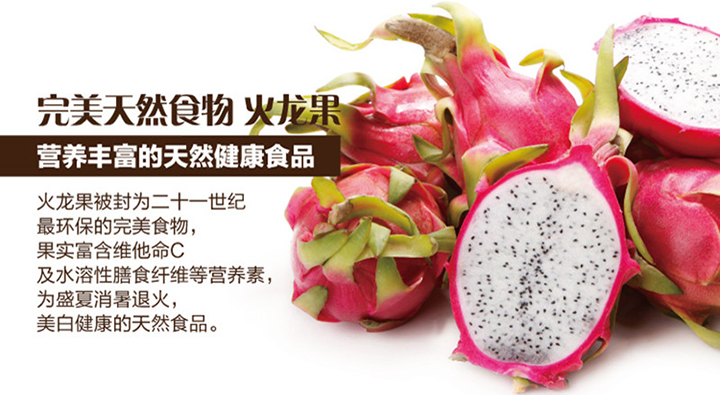 完美天然食物 火龙果
营养丰富的天然健康食品
火龙果被封为二十一世纪
最环保的完美食物，
果实富含维他命C
及水溶性膳食纤维等营养素，
为盛夏消暑退火，
美白健康的天然食品。